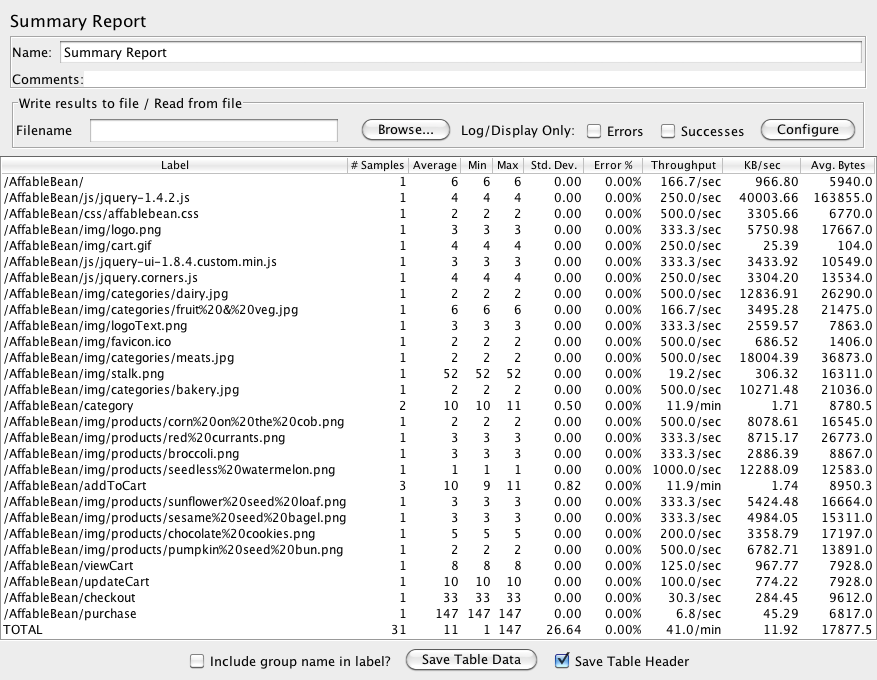 Summary Report
Name: Summary Report
Comments:
Write results to file / Read from file
Filename Browse... Log/Display Only: Errors Successes Configure
Label # Samples Average Min Max Std. Dev. Error % Throughput KB/sec Avg. Bytes
/AffableBean/ 1 6 6 6 0.00 0.00% 166.7/sec 966.80 5940.0
/AffableBean/js/jquery-1.4.2.js 1 4 4 4 0.00 0.00% 250.0/sec 40003.66 163855.0
/AffableBean/css/affablebean.css 1 2 2 2 0.00 0.00% 500.0/sec 3305.66 6770.0
/AffableBean/img/logo.png 1 3 3 3 0.00 0.00% 333.3/sec 5750.98 17667.0
/AffableBean/img/cart.gif 1 4 4 4 0.00 0.00% 250.0/sec 25.39 104.0
/AffableBean/js/jquery-ui-1.8.4.custom.min.js 1 3 3 3 0.00 0.00% 333.3/sec 3433.92 10549.0
/AffableBean/js/jquery.corners.js 1 4 4 4 0.00 0.00% 250.0/sec 3304.20 13534.0
/AffableBean/img/categories/dairy.jpg 1 2 2 2 0.00 0.00% 500.0/sec 12836.91 26290.0
/AffableBean/img/categories/fruit%20&%20veg.jpg 1 6 6 6 0.00 0.00% 166.7/sec 3495.28 21475.0
/AffableBean/img/logoText.png 1 3 3 3 0.00 0.00% 333.3/sec 2559.57 7863.0
/AffableBean/img/favicon.ico 1 2 2 2 0.00 0.00% 500.0/sec 686.52 1406.0
/AffableBean/img/categories/meats.jpg 1 2 2 2 0.00 0.00% 500.0/sec 18004.39 36873.0
/AffableBean/img/stalk.png 1 52 52 52 0.00 0.00% 19.2/sec 306.32 16311.0
/AffableBean/img/categories/bakery.jpg 1 2 2 2 0.00 0.00% 500.0/sec 10271.48 21036.0
/AffableBean/category 2 10 10 11 0.50 0.00% 11.9/min 1.71 8780.5
/AffableBean/img/products/corn%20on%20the%20cob.png 1 2 2 2 0.00 0.00% 500.0/sec 8078.61 16545.0
/AffableBean/img/products/red%20currants.png 1 3 3 3 0.00 0.00% 333.3/sec 8715.17 26773.0
/AffableBean/img/products/broccoli.png 1 3 3 3 0.00 0.00% 333.3/sec 2886.39 8867.0
/AffableBean/img/products/seedless%20watermelon.png 1 1 1 1 0.00 0.00% 1000.0/sec 12288.09 12583.0
/AffableBean/addToCart 3 10 9 11 0.82 0.00% 11.9/min 1.74 8950.3
/AffableBean/img/products/sunflower%20seed%20loaf.png 1 3 3 3 0.00 0.00% 333.3/sec 5424.48 16664.0
/AffableBean/img/products/sesame%20seed%20bagel.png 1 3 3 3 0.00 0.00% 333.3/sec 4984.05 15311.0
/AffableBean/img/products/chocolate%20cookies.png 1 5 5 5 0.00 0.00% 200.0/sec 3358.79 17197.0
/AffableBean/img/products/pumpkin%20seed%20bun.png 1 2 2 2 0.00 0.00% 500.0/sec 6782.71 13891.0
/AffableBean/viewCart 1 8 8 8 0.00 0.00% 125.0/sec 967.77 7928.0
/AffableBean/updateCart 1 10 10 10 0.00 0.00% 100.0/sec 774.22 7928.0
/AffableBean/checkout 1 33 33 33 0.00 0.00% 30.3/sec 284.45 9612.0
/AffableBean/purchase 1 147 147 147 0.00 0.00% 6.8/sec 45.29 6817.0
TOTAL 31 11 1 147 26.64 0.00% 41.0/min 11.92 17877.5
Include group name in label? Save Table Data Save Table Header